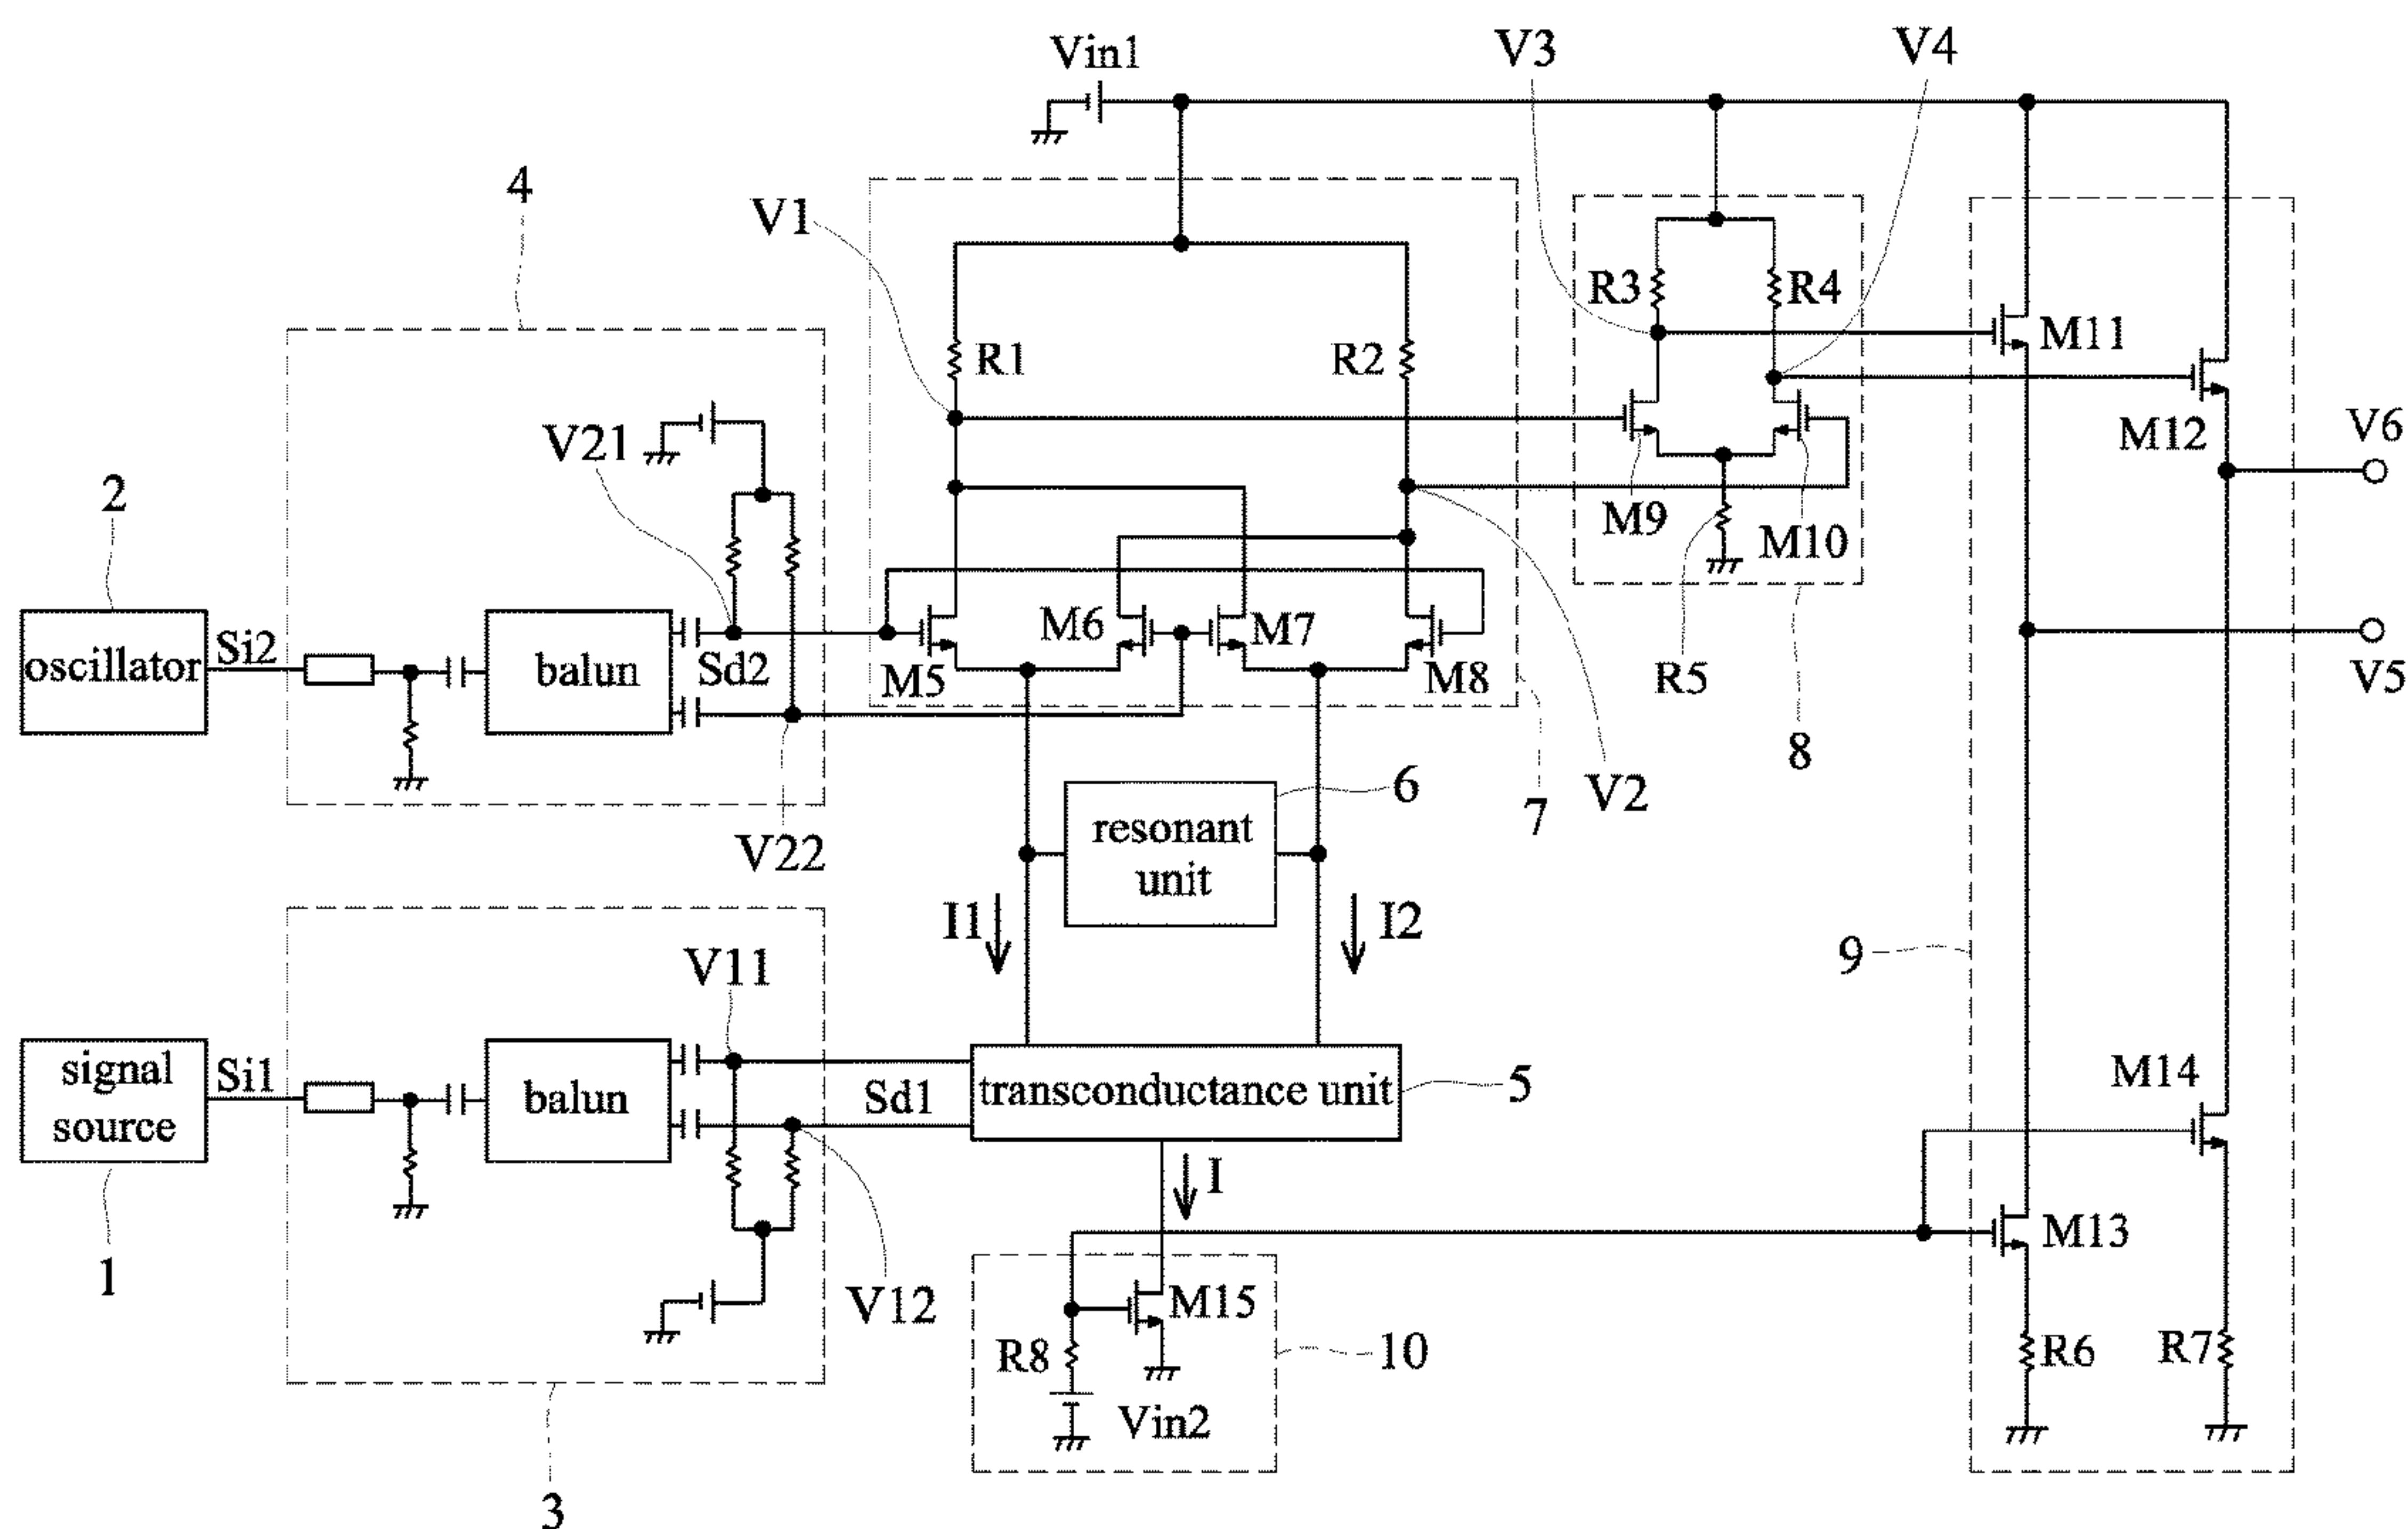 Vin1
V3
V4
4
V1
R3
R4
M11
R1
R2
V21
M12
V6
2
M9
M10
oscillator
Si2
balun
Sd2
M5
M6
M7
M8
R5
V5
8
6
7
V2
resonant
unit
V22
I1
I2
9
V11
signal
source
Si1
balun
Sd1
transconductance unit
5
M14
I
1
V12
M13
M15
R8
10
R6
R7
Vin2
3